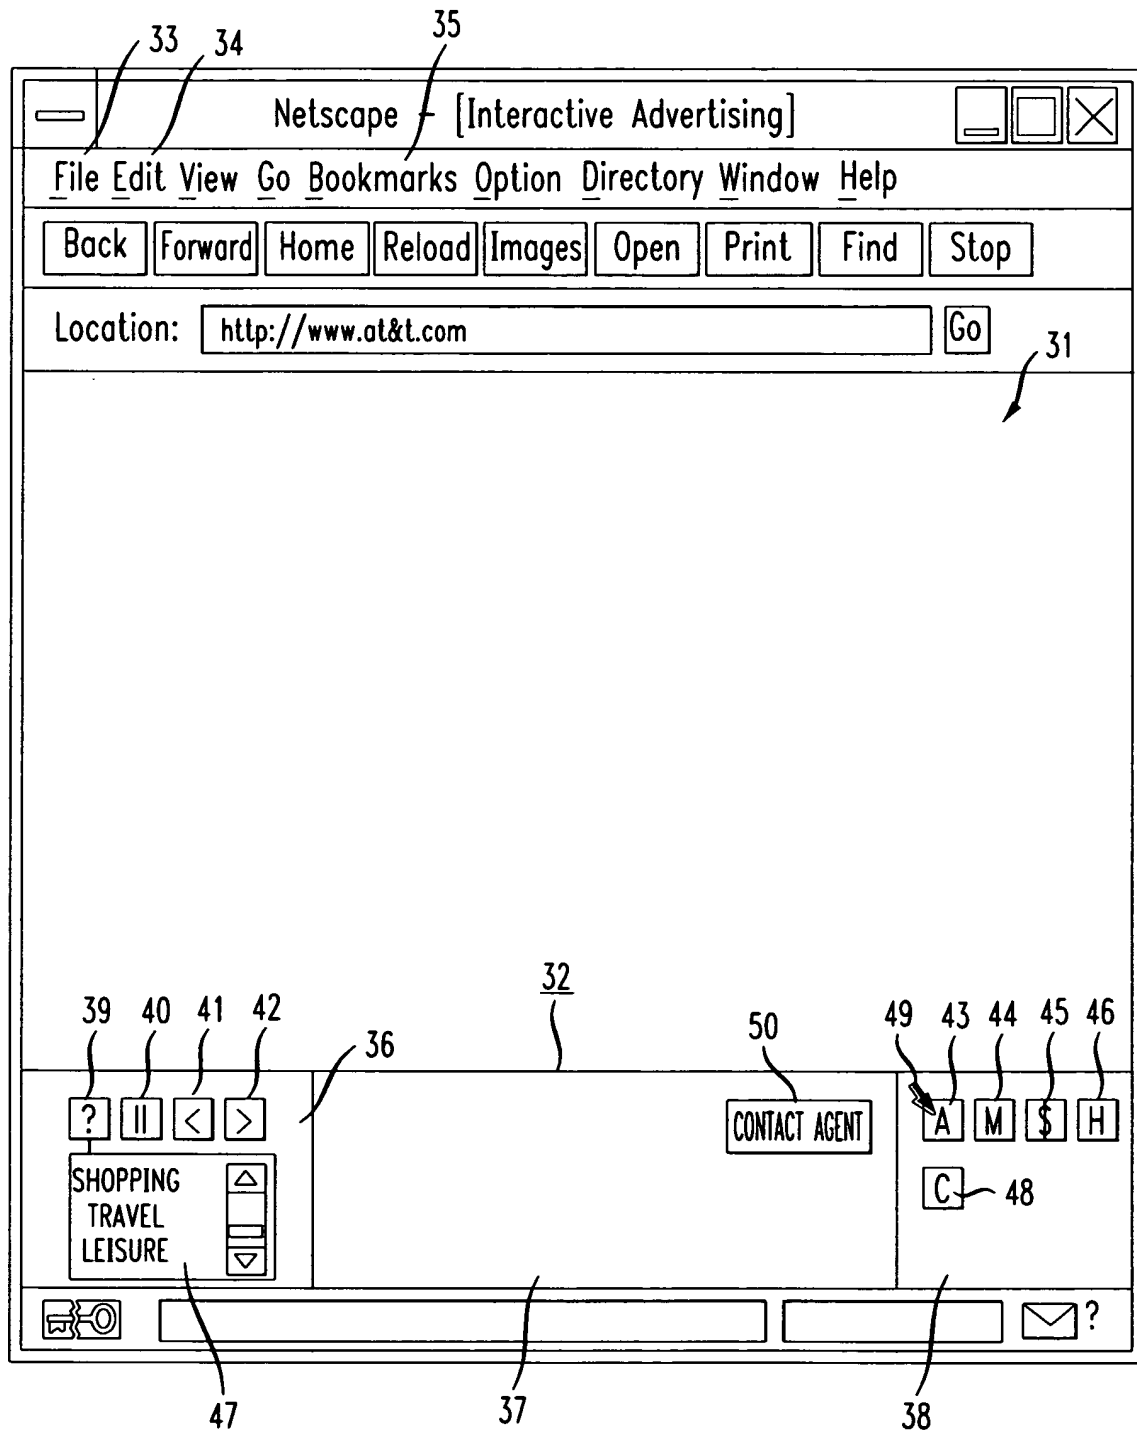 33 34 35
Netscape - [Interactive Advertising]
File Edit View Go Bookmarks Option Directory Window Help
Back Forward Home Reload Images Open Print Find Stop
Location: http://www.at&t.com Go
31
32
39 40 41 42 36 50 49 43 44 45 46
? || < > CONTACT AGENT A M $ H
SHOPPING
TRAVEL
LEISURE
C 48
?
47 37 38